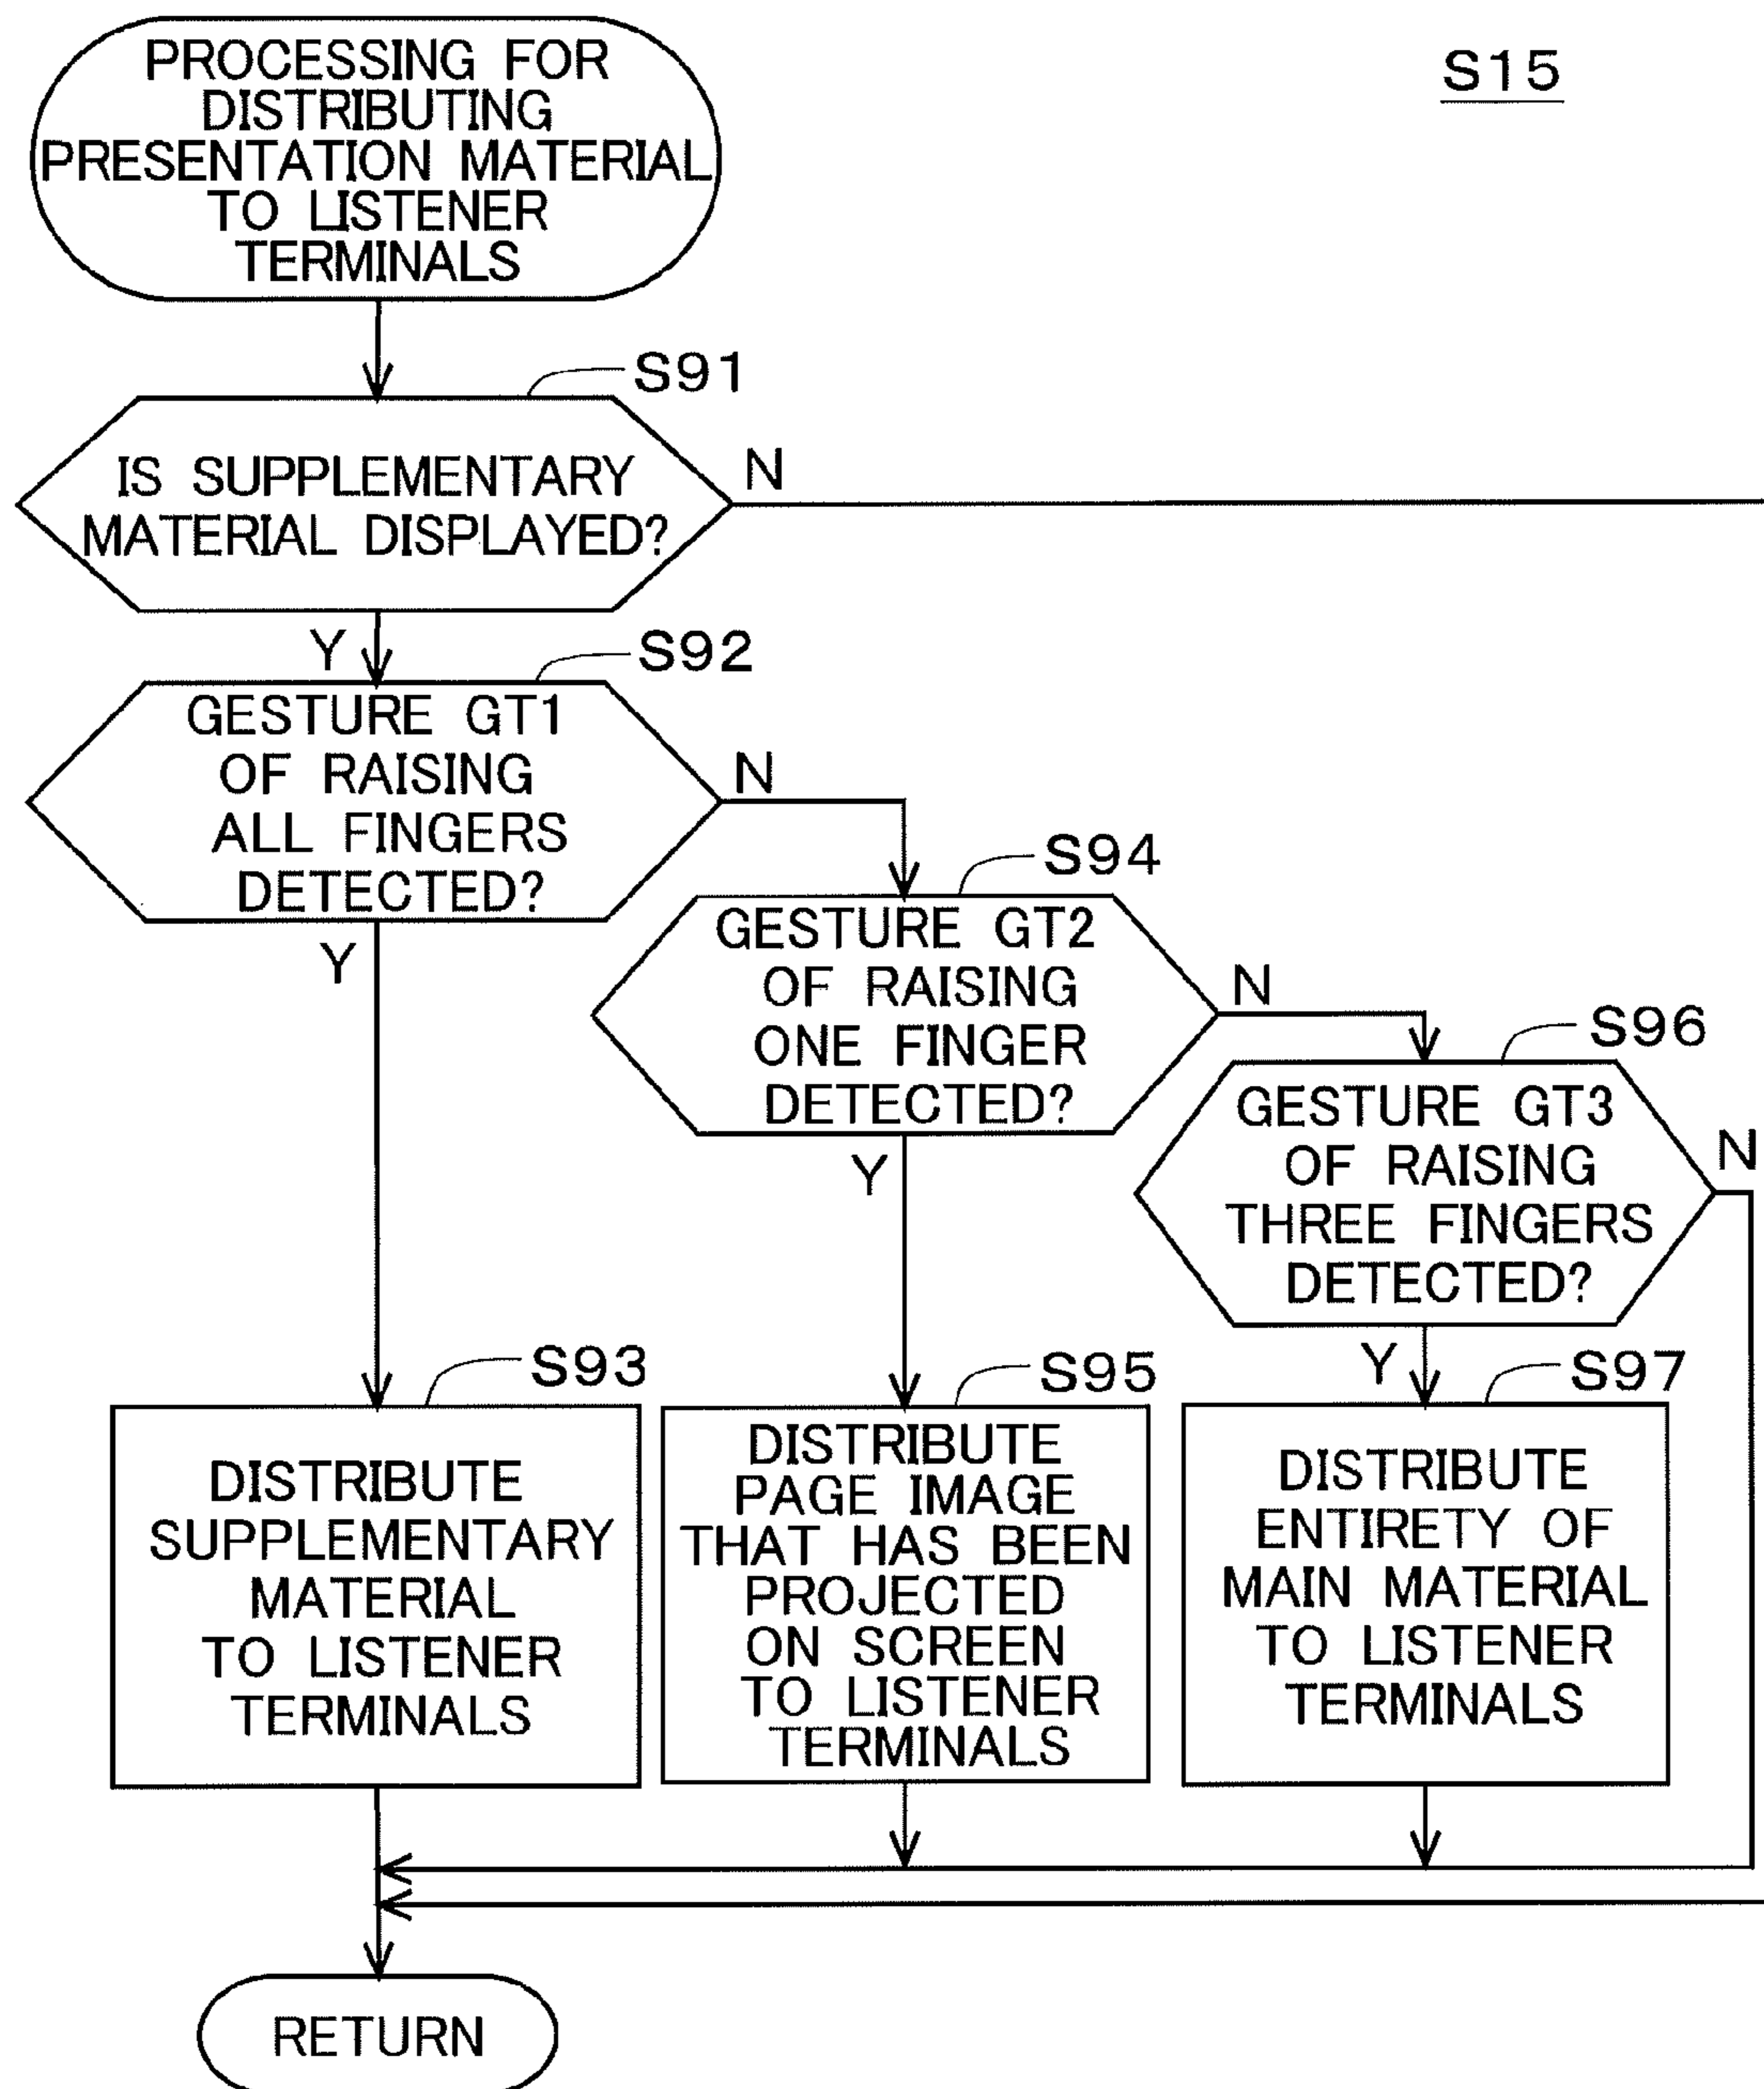 PROCESSING FOR
DISTRIBUTING
PRESENTATION MATERIAL
TO LISTENER
TERMINALS
S15
S91
IS SUPPLEMENTARY
MATERIAL DISPLAYED?
N
Y
S92
GESTURE GT1
OF RAISING
ALL FINGERS
DETECTED?
N
Y
S94
GESTURE GT2
OF RAISING
ONE FINGER
DETECTED?
N
Y
S96
GESTURE GT3
OF RAISING
THREE FINGERS
DETECTED?
N
Y
S93
DISTRIBUTE
SUPPLEMENTARY
MATERIAL
TO LISTENER
TERMINALS
S95
DISTRIBUTE
PAGE IMAGE
THAT HAS BEEN
PROJECTED
ON SCREEN
TO LISTENER
TERMINALS
S97
DISTRIBUTE
ENTIRETY OF
MAIN MATERIAL
TO LISTENER
TERMINALS
RETURN